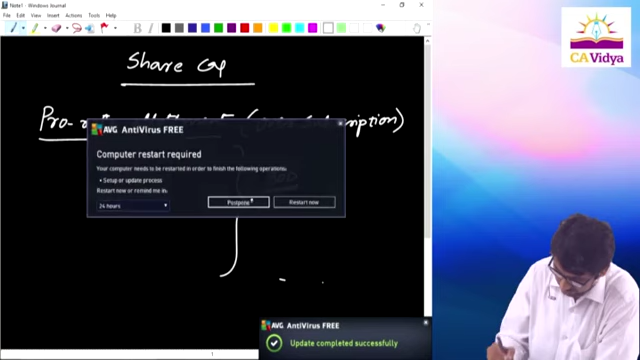 Note1 - Windows Journal
File Edit View Insert Actions Tools Help
CA Vidya
Share cap
Pro-
AVG AntiVirus FREE
Computer restart required
Your computer needs to be restarted in order to finish the following operations:
• Setup or update process
Restart now or remind me in:
24 hours
Postpone
Restart now
1
AVG AntiVirus FREE
Update completed successfully